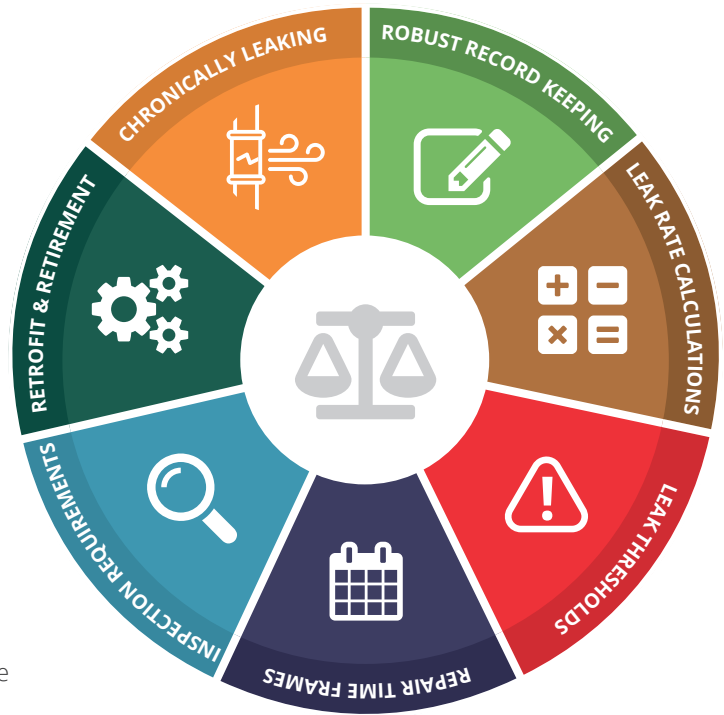 CHRONICALLY LEAKING
ROBUST RECORD KEEPING
LEAK RATE CALCULATIONS
LEAK THRESHOLDS
REPAIR TIME FRAMES
INSPECTION REQUIREMENTS
RETROFIT & RETIREMENT
e